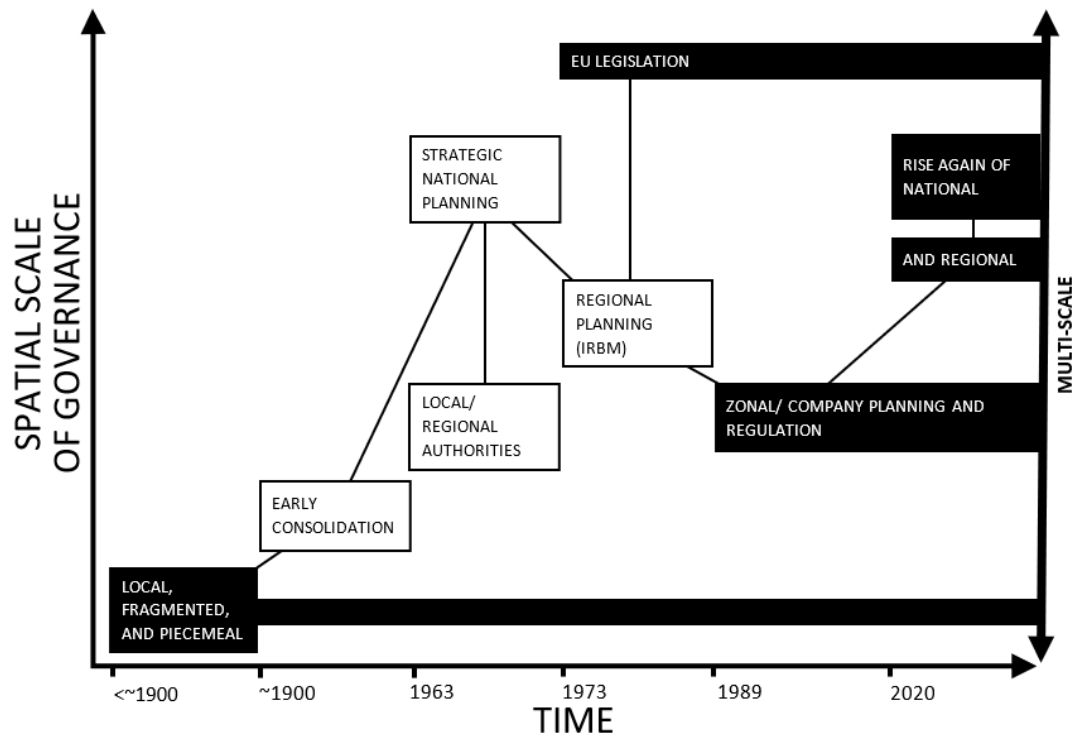 EU LEGISLATION
STRATEGIC
NATIONAL
PLANNING
RISE AGAIN OF
NATIONAL
AND REGIONAL
REGIONAL
PLANNING
(IRBM)
LOCAL/
REGIONAL
AUTHORITIES
ZONAL/ COMPANY PLANNING AND
REGULATION
EARLY
CONSOLIDATION
LOCAL,
FRAGMENTED,
AND PIECEMEAL
SPATIAL SCALE
OF GOVERNANCE
MULTI-SCALE
<~1900
~1900
1963
1973
1989
2020
TIME